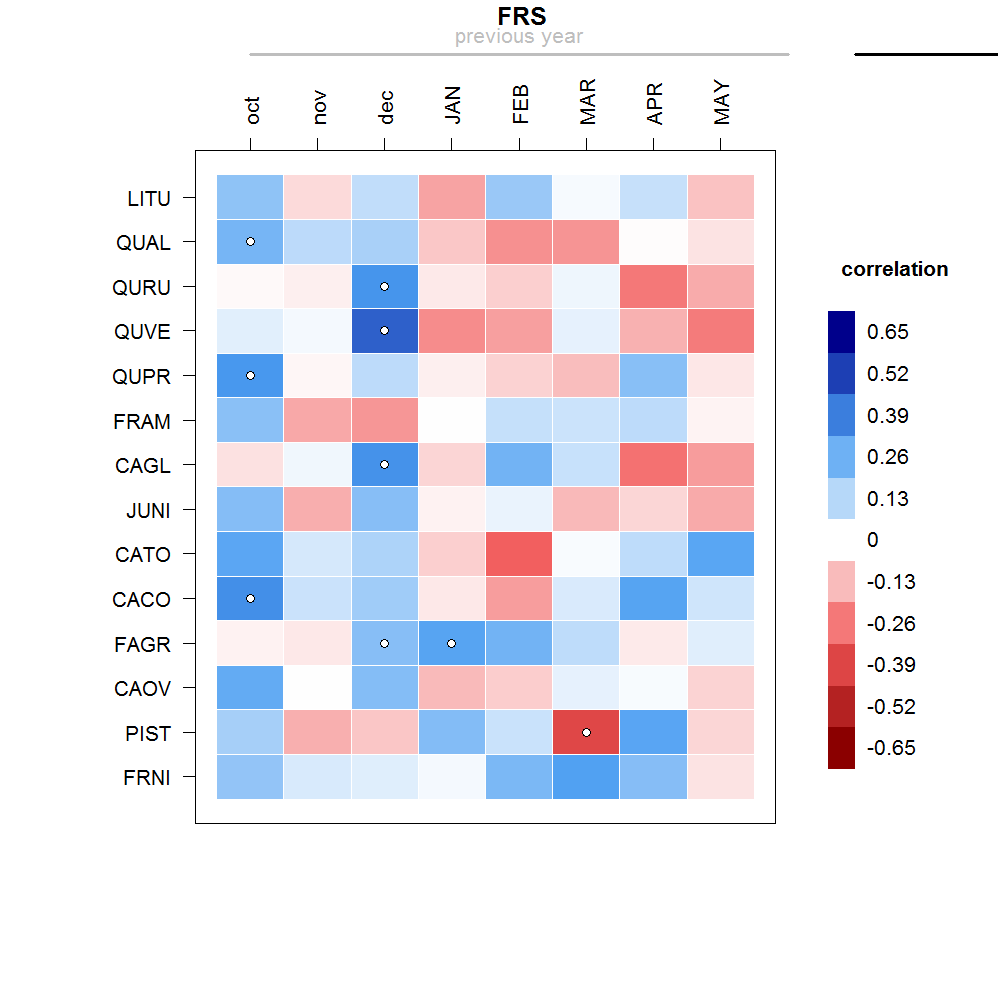 FRS
previous year
oct nov dec JAN FEB MAR APR MAY
LITU
QUAL
QURU
QUVE
QUPR
FRAM
CAGL
JUNI
CATO
CACO
FAGR
CAOV
PIST
FRNI
correlation
0.65
0.52
0.39
0.26
0.13
0
-0.13
-0.26
-0.39
-0.52
-0.65